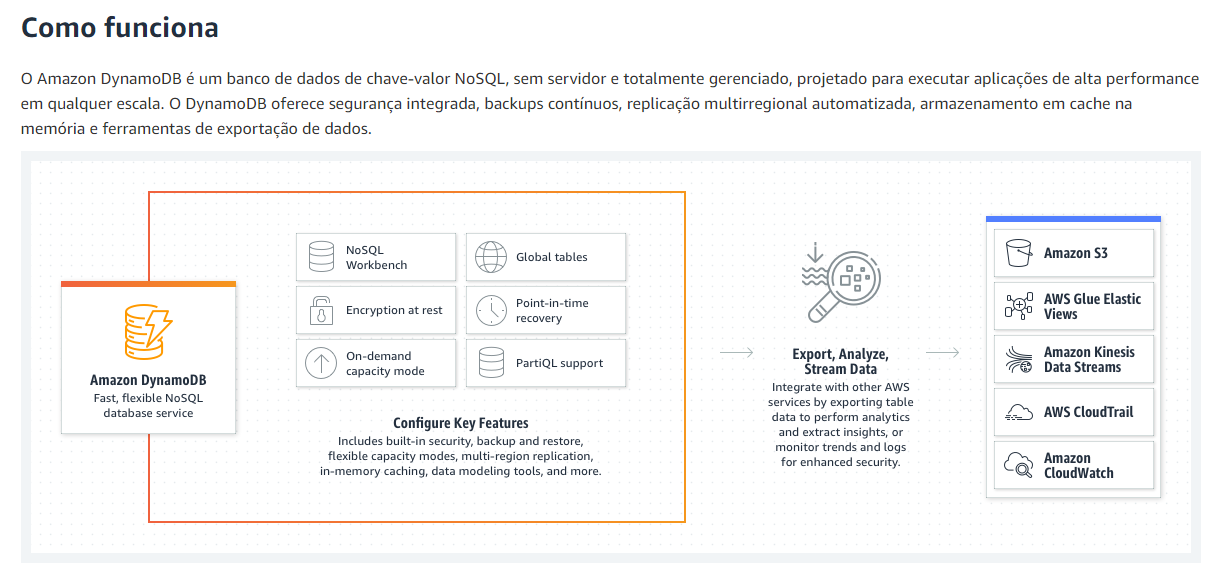 Como funciona
O Amazon DynamoDB é um banco de dados de chave-valor NoSQL, sem servidor e totalmente gerenciado, projetado para executar aplicações de alta performance
em qualquer escala. O DynamoDB oferece segurança integrada, backups contínuos, replicação multirregional automatizada, armazenamento em cache na
memória e ferramentas de exportação de dados.
Amazon DynamoDB
Fast, flexible NoSQL
database service
NoSQL
Workbench
Global tables
Encryption at rest
Point-in-time
recovery
On-demand
capacity mode
PartiQL support
Configure Key Features
Includes built-in security, backup and restore,
flexible capacity modes, multi-region replication,
in-memory caching, data modeling tools, and more.
Export, Analyze,
Stream Data
Integrate with other AWS
services by exporting table
data to perform analytics
and extract insights, or
monitor trends and logs
for enhanced security.
Amazon S3
AWS Glue Elastic
Views
Amazon Kinesis
Data Streams
AWS CloudTrail
Amazon
CloudWatch